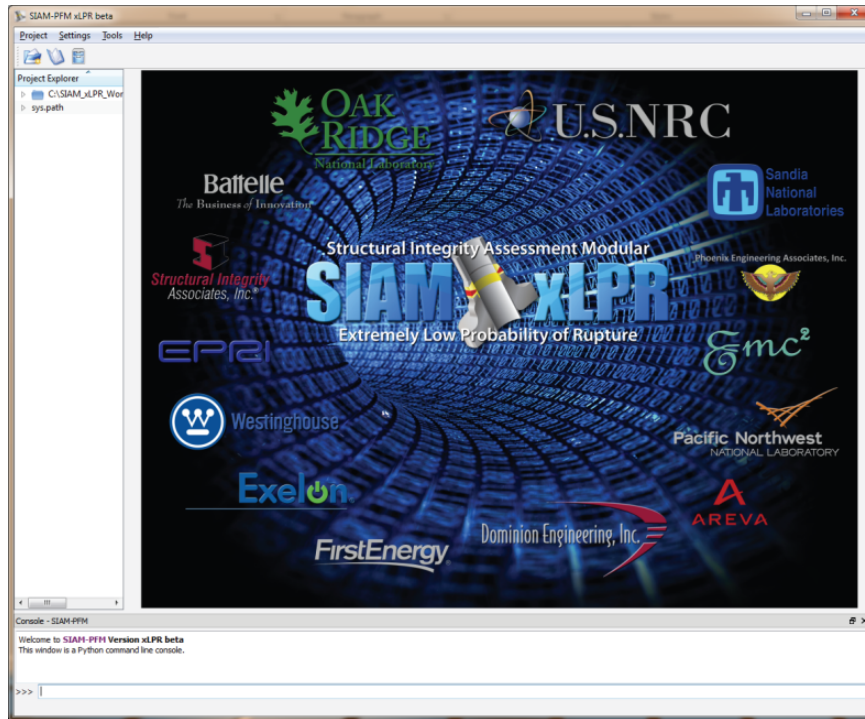 SIAM-PFM xLPR beta
Project Settings Tools Help
Project Explorer
C:\SIAM_xLPR_Wor
sys.path
OAK
RIDGE
National Laboratory
U.S.NRC
Battelle
The Business of Innovation
Sandia
National
Laboratories
Structural Integrity
Associates, Inc.®
Structural Integrity Assessment Modular
SIAM xLPR
Extremely Low Probability of Rupture
Phoenix Engineering Associates, Inc.
EPRI
Emc²
Westinghouse
Pacific Northwest
NATIONAL LABORATORY
Exelon®
AREVA
FirstEnergy®
Dominion Engineering, Inc.
Console - SIAM-PFM
Welcome to SIAM-PFM Version xLPR beta
This window is a Python command line console.
>>>